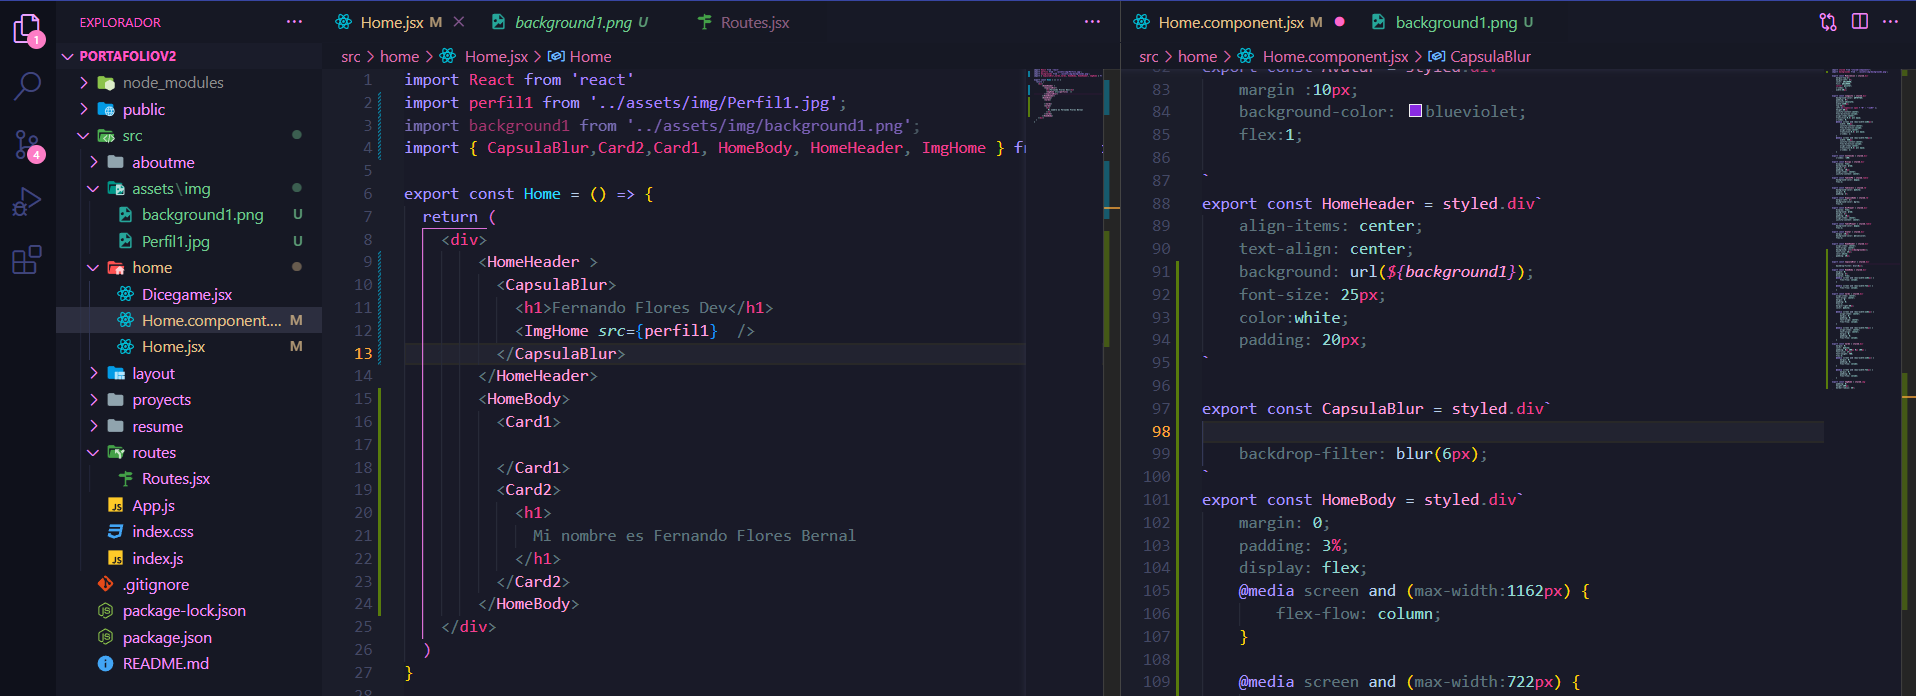 EXPLORADOR ···
PORTAFOLIOV2
node_modules
public
src
aboutme
assets\img
background1.png U
Perfil1.jpg U
home
Dicegame.jsx
Home.component.... M
Home.jsx M
layout
proyects
resume
routes
Routes.jsx
App.js
index.css
index.js
.gitignore
package-lock.json
package.json
README.md
1
4
Home.jsx M background1.png U Routes.jsx ···
src > home > Home.jsx > Home
1 import React from 'react'
2 import perfil1 from '../assets/img/Perfil1.jpg';
3 import background1 from '../assets/img/background1.png';
4 import { CapsulaBlur,Card2,Card1, HomeBody, HomeHeader, ImgHome }
5
6 export const Home = () => {
7 return (
8 <div>
9 <HomeHeader >
10 <CapsulaBlur>
11 <h1>Fernando Flores Dev</h1>
12 <ImgHome src={perfil1} />
13 </CapsulaBlur>
14 </HomeHeader>
15 <HomeBody>
16 <Card1>
17
18 </Card1>
19 <Card2>
20 <h1>
21 Mi nombre es Fernando Flores Bernal
22 </h1>
23 </Card2>
24 </HomeBody>
25 </div>
26 )
27 }
28
Home.component.jsx M background1.png U ···
src > home > Home.component.jsx > CapsulaBlur
82 export const Avatar = styled.div`
83 margin :10px;
84 background-color: blueviolet;
85 flex:1;
86
87 `
88 export const HomeHeader = styled.div`
89 align-items: center;
90 text-align: center;
91 background: url(${background1});
92 font-size: 25px;
93 color:white;
94 padding: 20px;
95 `
96
97 export const CapsulaBlur = styled.div`
98
99 backdrop-filter: blur(6px);
100 `
101 export const HomeBody = styled.div`
102 margin: 0;
103 padding: 3%;
104 display: flex;
105 @media screen and (max-width:1162px) {
106 flex-flow: column;
107 }
108
109 @media screen and (max-width:722px) {